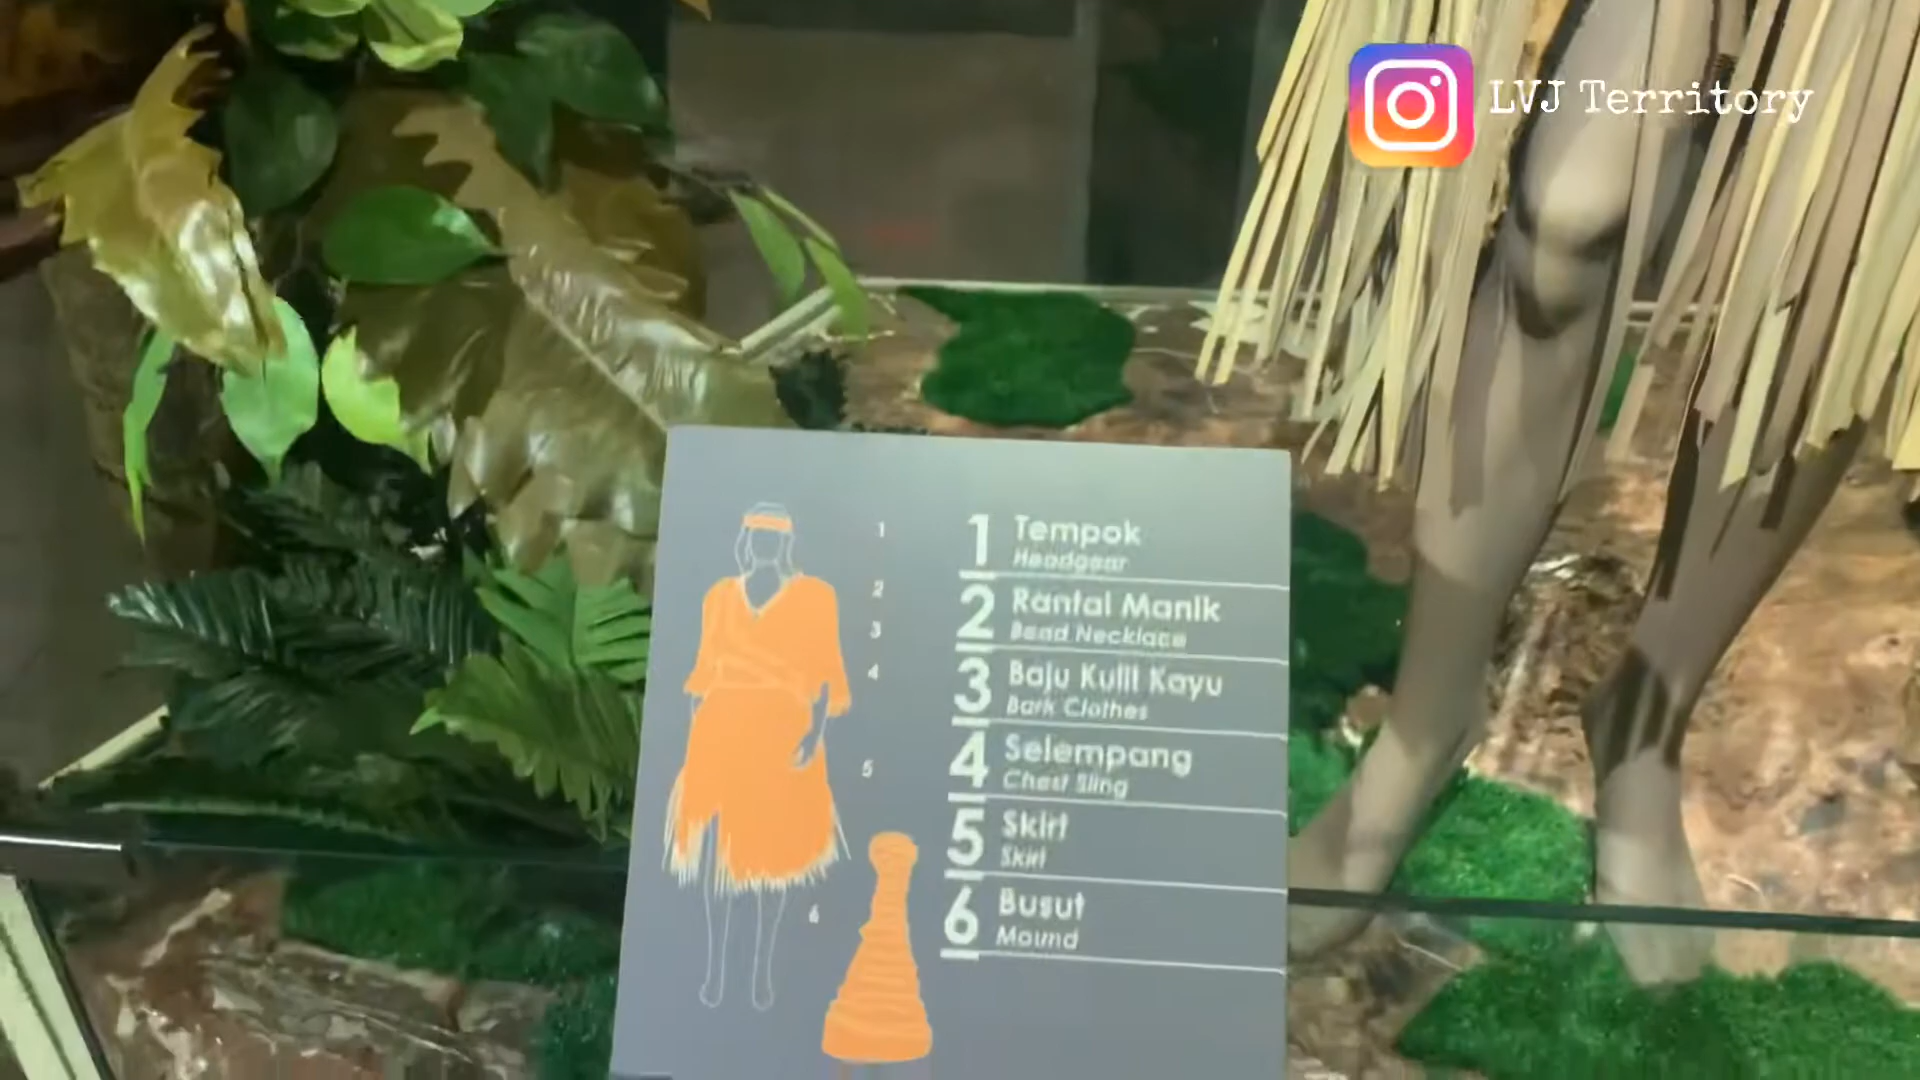 LVJ Territory
1 Tempok
Headgear
2 Rantai Manik
Bead Necklace
3 Baju Kulit Kayu
Bark Clothes
4 Selempang
Chest Sling
5 Skirt
Skirt
6 Busut
Mound
1
2
3
4
5
6